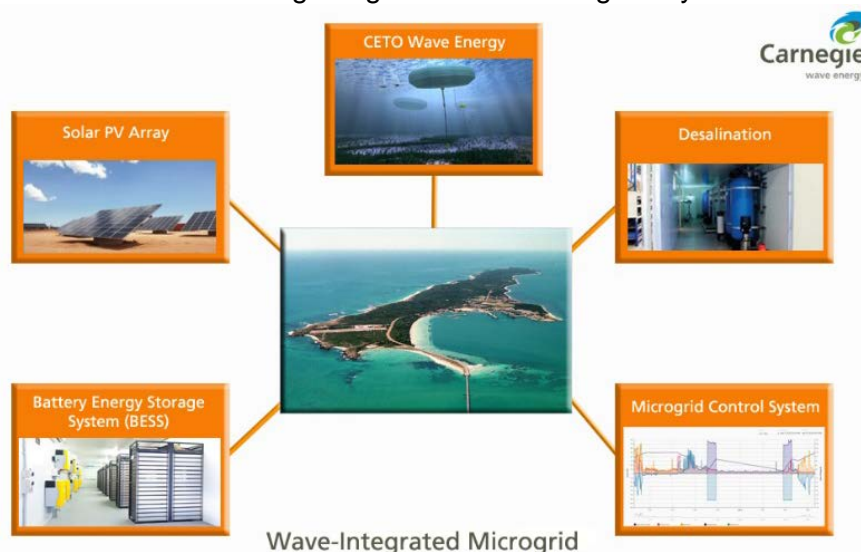 CETO Wave Energy
Carnegie
wave energy
Solar PV Array
Desalination
Battery Energy Storage
System (BESS)
Microgrid Control System
Wave-Integrated Microgrid